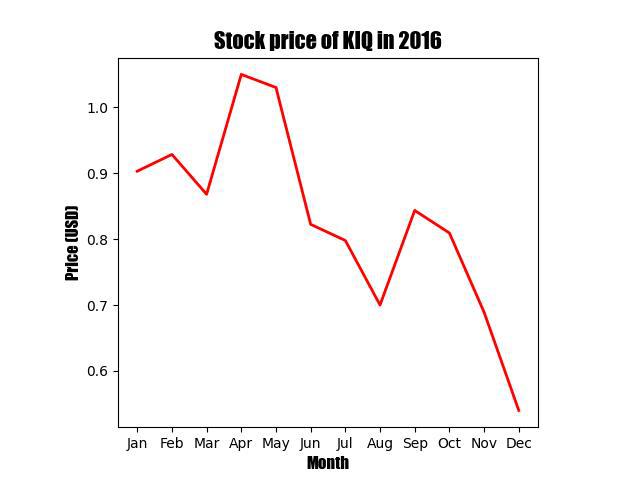 Stock price of KIQ in 2016
Price (USD)
1.0
0.9
0.8
0.7
0.6
Jan Feb Mar Apr May Jun Jul Aug Sep Oct Nov Dec
Month